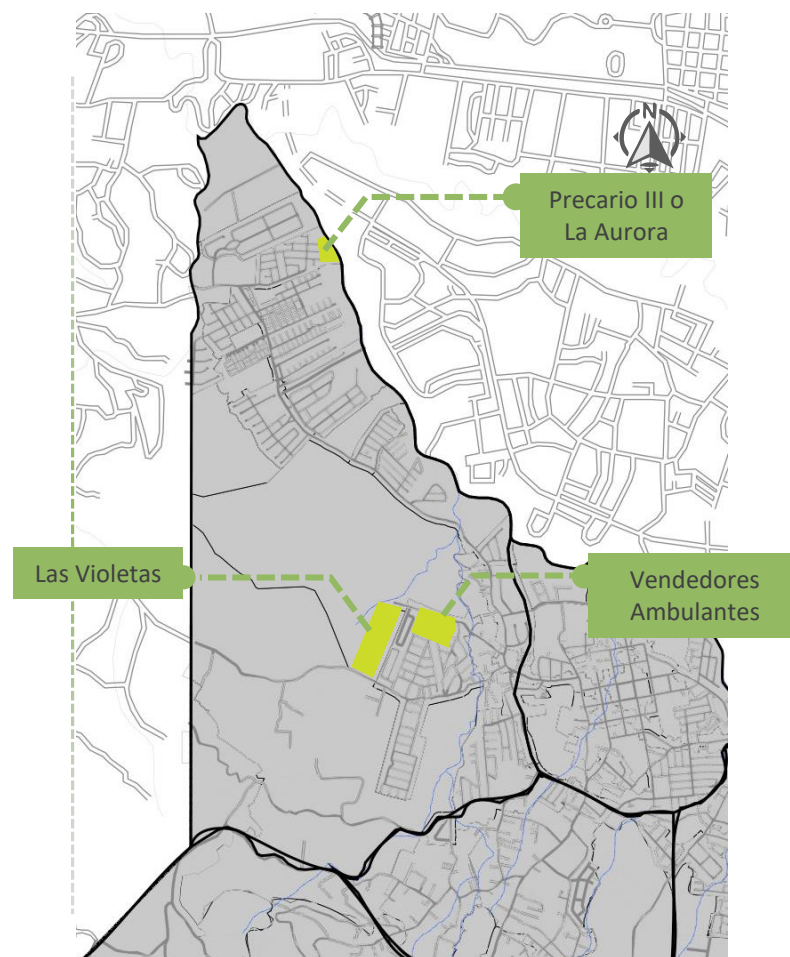 N
Precario III o
La Aurora
Las Violetas
Vendedores
Ambulantes